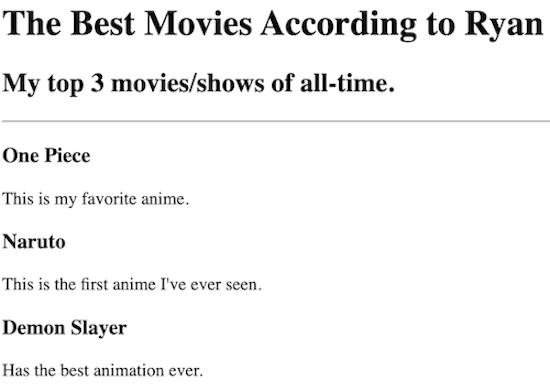 The Best Movies According to Ryan
My top 3 movies/shows of all-time.
One Piece
This is my favorite anime.
Naruto
This is the first anime I've ever seen.
Demon Slayer
Has the best animation ever.